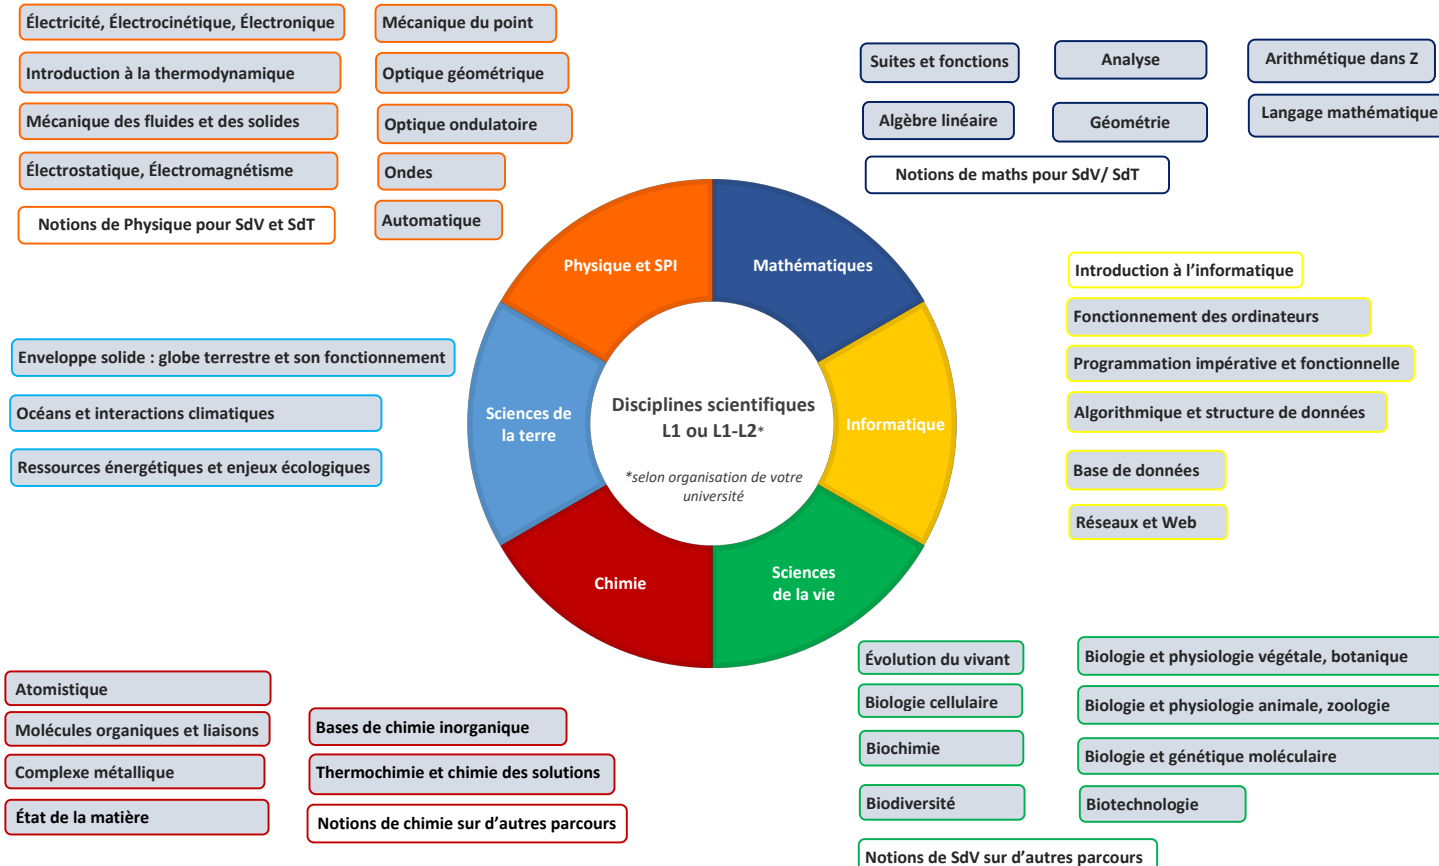 Électricité, Électrocinétique, Électronique
Introduction à la thermodynamique
Mécanique des fluides et des solides
Électrostatique, Électromagnétisme
Notions de Physique pour SdV et SdT
Mécanique du point
Optique géométrique
Optique ondulatoire
Ondes
Automatique
Suites et fonctions
Analyse
Arithmétique dans Z
Algèbre linéaire
Géométrie
Langage mathématique
Notions de maths pour SdV/ SdT
Physique et SPI
Mathématiques
Introduction à l’informatique
Fonctionnement des ordinateurs
Programmation impérative et fonctionnelle
Algorithmique et structure de données
Base de données
Réseaux et Web
Enveloppe solide : globe terrestre et son fonctionnement
Océans et interactions climatiques
Ressources énergétiques et enjeux écologiques
Sciences de
la terre
Disciplines scientifiques
L1 ou L1-L2*
*selon organisation de votre
université
Informatique
Chimie
Sciences
de la vie
Atomistique
Molécules organiques et liaisons
Complexe métallique
État de la matière
Bases de chimie inorganique
Thermochimie et chimie des solutions
Notions de chimie sur d’autres parcours
Évolution du vivant
Biologie cellulaire
Biochimie
Biodiversité
Notions de SdV sur d’autres parcours
Biologie et physiologie végétale, botanique
Biologie et physiologie animale, zoologie
Biologie et génétique moléculaire
Biotechnologie